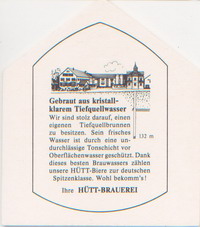 Gebraut aus kristall-
klarem Tiefquellwasser
Wir sind stolz darauf, einen
eigenen Tiefquellbrunnen
zu besitzen. Sein frisches
Wasser ist durch eine un-
durchlässige Tonschicht vor
132 m
Oberflächenwasser geschützt. Dank
dieses besten Brauwassers zählen
unsere HÜTT-Biere zur deutschen
Spitzenklasse. Wohl bekomm's!
Ihre HÜTT-BRAUEREI